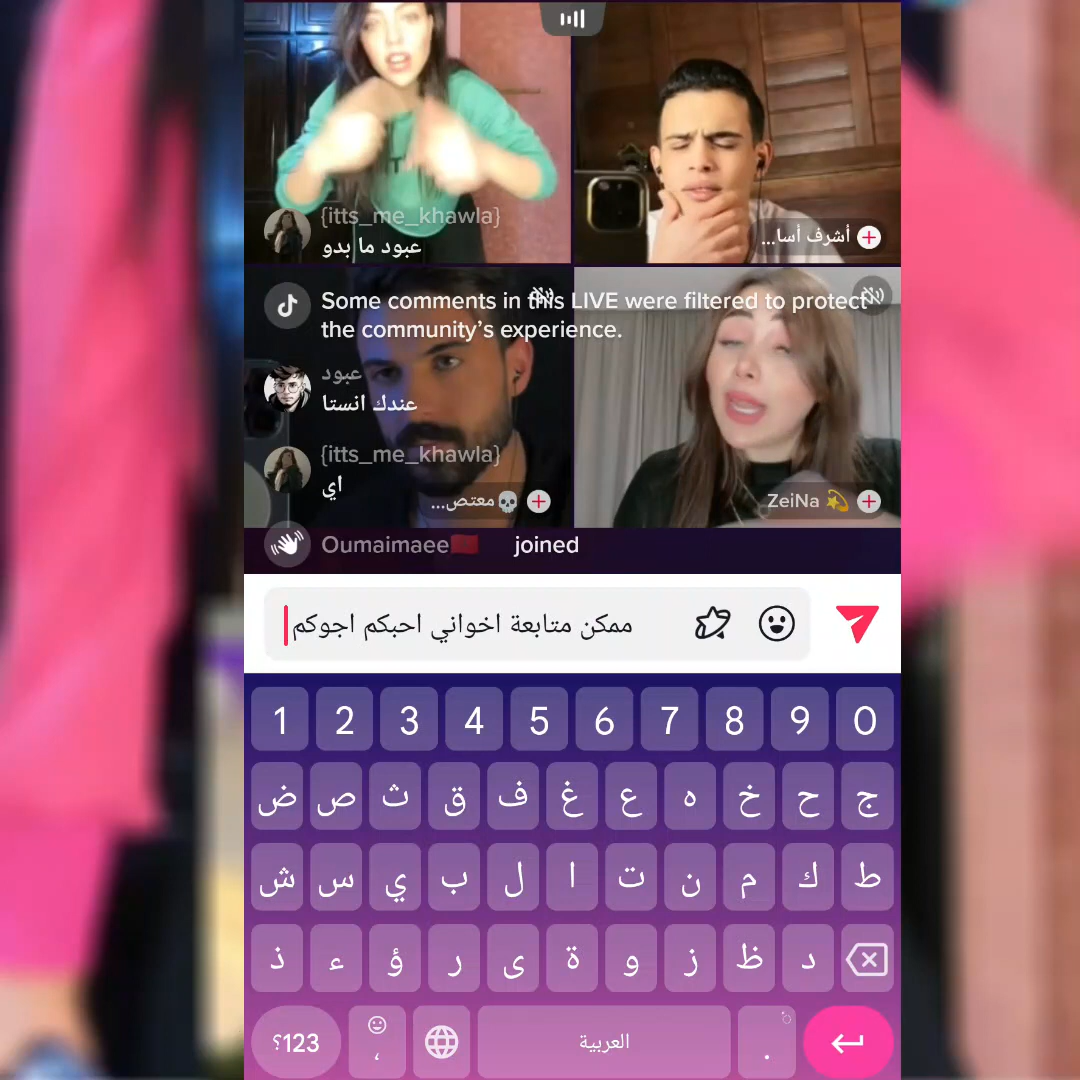 {itts_me_khawla}
عبود ما بدو
أشرف أسا...
Some comments in this LIVE were filtered to protect
the community's experience.
عبود
عندك انستا
{itts_me_khawla}
اي
💀معتص...
ZeiNa 💫
Oumaimaee🇲🇦 joined
ممكن متابعة اخواني احبكم اجوكم
1 2 3 4 5 6 7 8 9 0
ض ص ث ق ف غ ع ه خ ح ج
ش س ي ب ل ا ت ن م ك ط
ذ ء ؤ ر ى ة و ز ظ د
؟123 ، العربية .